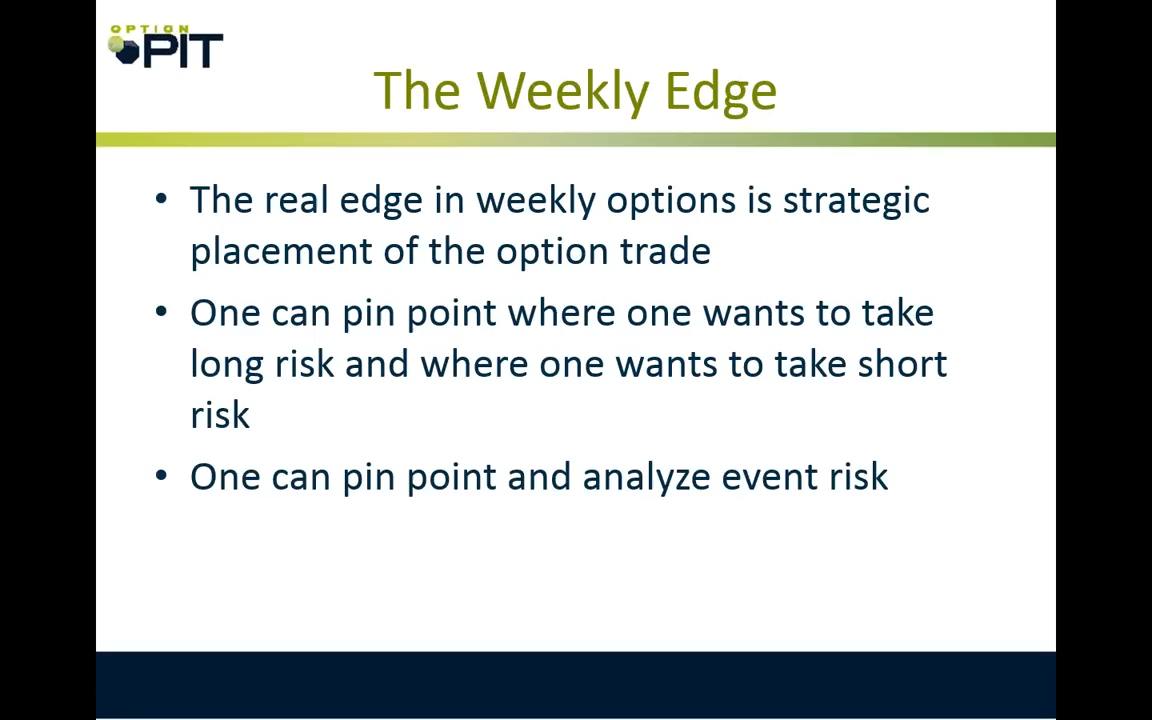 OPTION
PIT
The Weekly Edge
• The real edge in weekly options is strategic
placement of the option trade
• One can pin point where one wants to take
long risk and where one wants to take short
risk
• One can pin point and analyze event risk